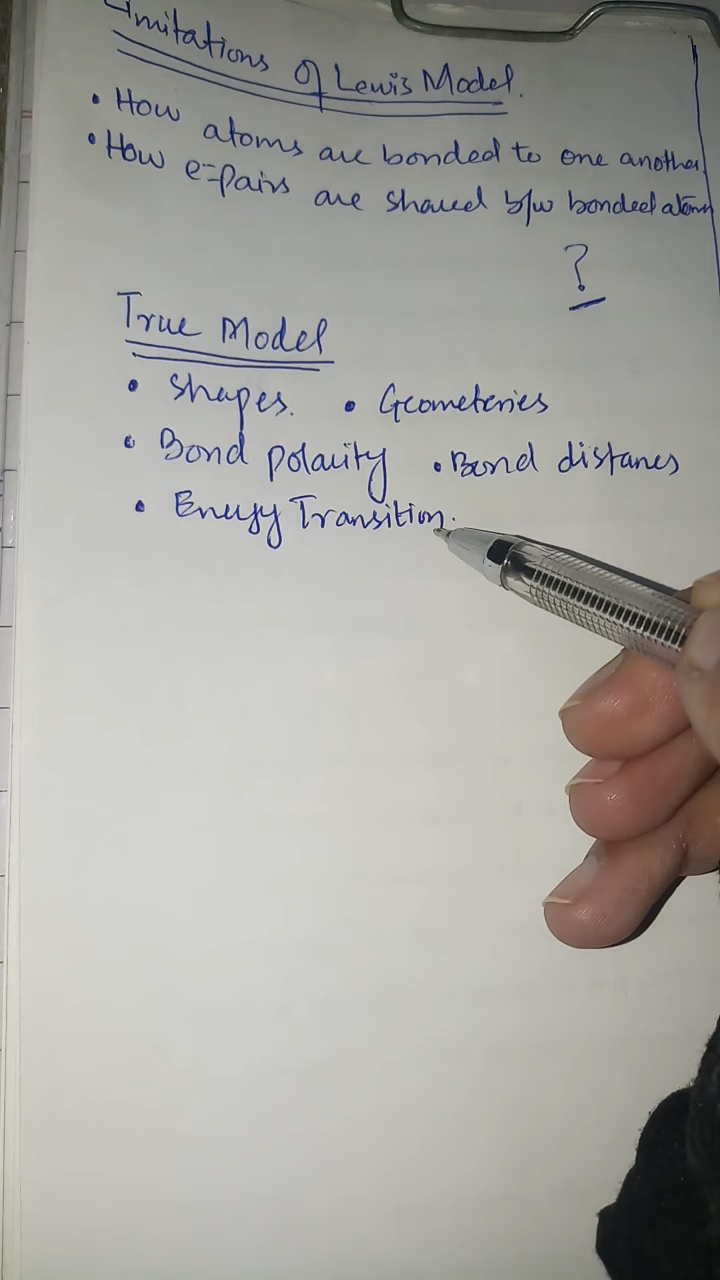 Limitations Of Lewis Model.
• How atoms are bonded to one another
• How e⁻pairs are shared b/w bonded atoms
?
True Model
• Shapes. • Geometeries
• Bond polarity • Bond distances
• Energy Transition.